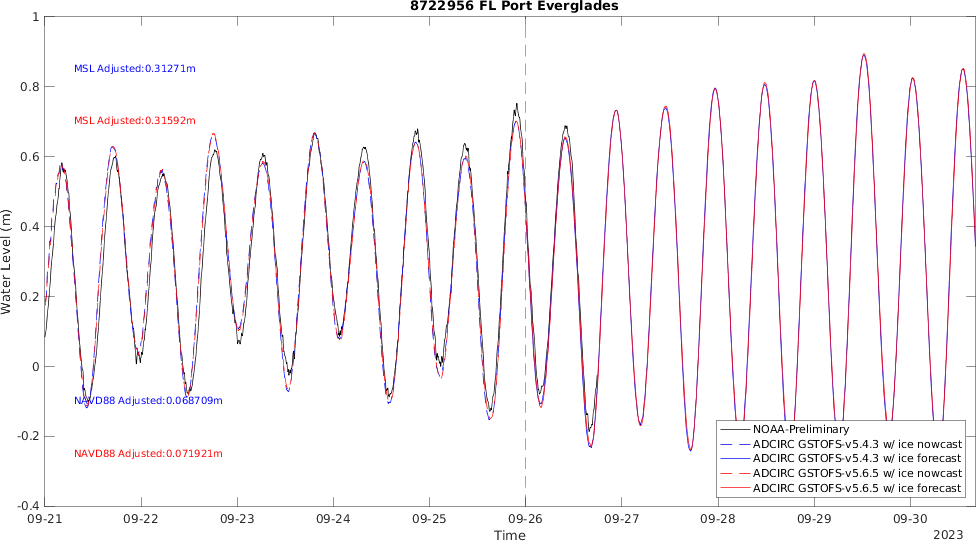 8722956 FL Port Everglades
1
0.8
0.6
0.4
0.2
0
-0.2
-0.4
Water Level (m)
MSL Adjusted:0.31271m
MSL Adjusted:0.31592m
NAVD88 Adjusted:0.068709m
NAVD88 Adjusted:0.071921m
NOAA-Preliminary
ADCIRC GSTOFS-v5.4.3 w/ ice nowcast
ADCIRC GSTOFS-v5.4.3 w/ ice forecast
ADCIRC GSTOFS-v5.6.5 w/ ice nowcast
ADCIRC GSTOFS-v5.6.5 w/ ice forecast
09-21 09-22 09-23 09-24 09-25 09-26 09-27 09-28 09-29 09-30
Time
2023